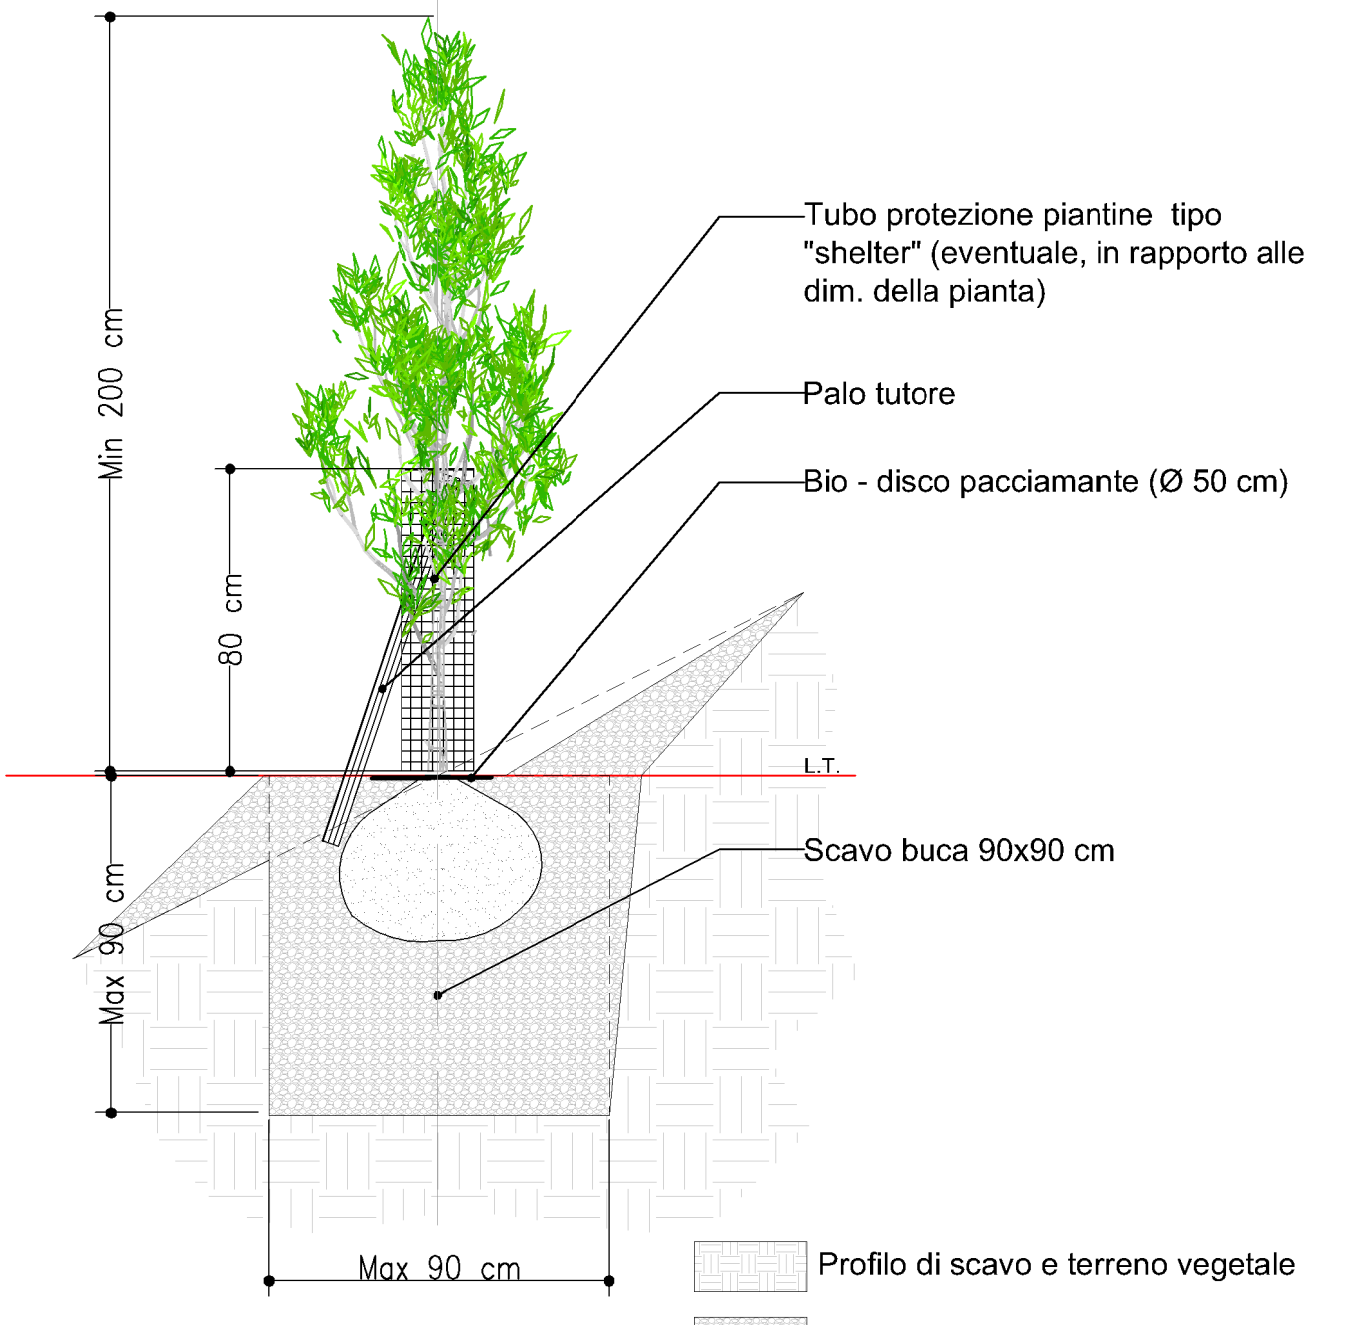 Tubo protezione piantine tipo
"shelter" (eventuale, in rapporto alle
dim. della pianta)
Min 200 cm
Palo tutore
Bio - disco pacciamante (Ø 50 cm)
80 cm
L.T.
Scavo buca 90x90 cm
Max 90 cm
Max 90 cm
Profilo di scavo e terreno vegetale